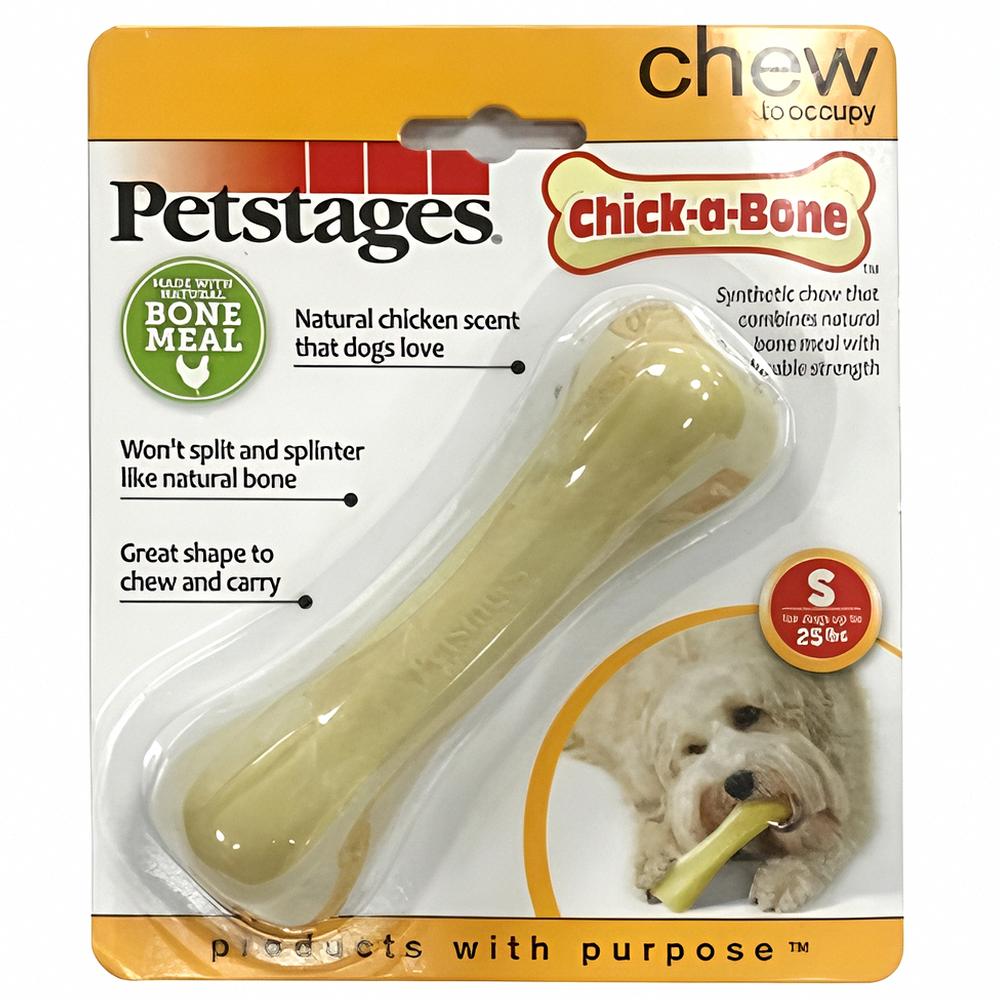 chew
to occupy
Petstages
Chick-a-Bone
TM
MADE WITH
NATURAL
BONE
MEAL
Natural chicken scent
that dogs love
Synthetic chew that
combines natural
bone meal with
double strength
Won't split and splinter
like natural bone
Great shape to
chew and carry
S
25
products with purpose™